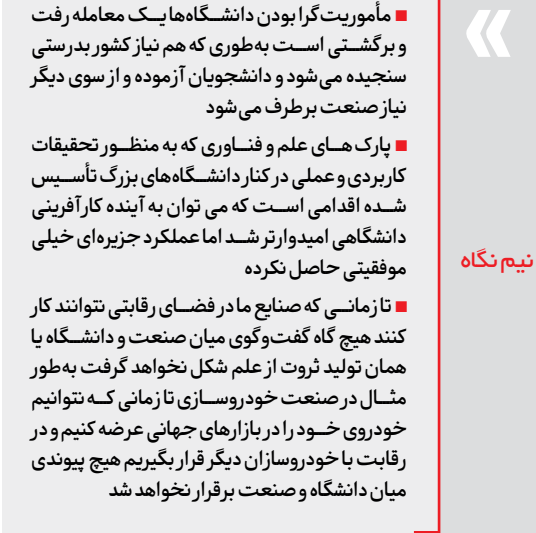 »
نیم نگاه
■ مأموریت‌گرا بودن دانشگاه‌ها یک معامله رفت
و برگشتی است به‌طوری که هم نیاز کشور بدرستی
سنجیده می‌شود و دانشجویان آزموده و از سوی دیگر
نیاز صنعت برطرف می‌شود
■ پارک‌های علم و فناوری که به منظور تحقیقات
کاربردی و عملی در کنار دانشگاه‌های بزرگ تأسیس
شده اقدامی است که می توان به آینده کارآفرینی
دانشگاهی امیدوارتر شد اما عملکرد جزیره‌ای خیلی
موفقیتی حاصل نکرده
■ تا زمانی که صنایع ما در فضای رقابتی نتوانند کار
کنند هیچ گاه گفت‌وگوی میان صنعت و دانشگاه یا
همان تولید ثروت از علم شکل نخواهد گرفت به‌طور
مثال در صنعت خودروسازی تا زمانی که نتوانیم
خودروی خود را در بازارهای جهانی عرضه کنیم و در
رقابت با خودروسازان دیگر قرار بگیریم هیچ پیوندی
میان دانشگاه و صنعت برقرار نخواهد شد